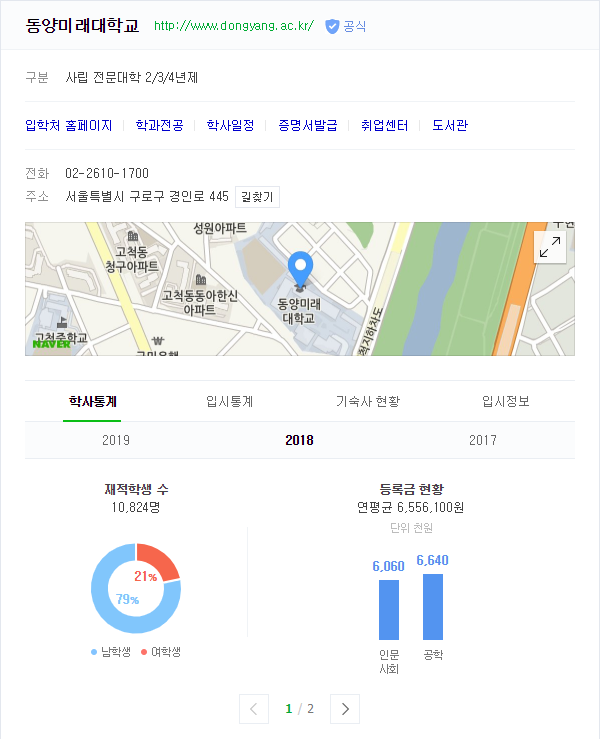 동양미래대학교 http://www.dongyang.ac.kr/ 공식
구분 사립 전문대학 2/3/4년제
입학처 홈페이지 학과전공 학사일정 증명서발급 취업센터 도서관
전화 02-2610-1700
주소 서울특별시 구로구 경인로 445 길찾기
성원아파트
고척동
청구아파트
고척동동아한신
아파트
동양미래
대학교
고척중학교
NAVER
척지하차도
학사통계 입시통계 기숙사 현황 입시정보
2019 2018 2017
재적학생 수
10,824명
21%
79%
남학생 여학생
등록금 현황
연평균 6,556,100원
단위 천원
6,060 6,640
인문
사회
공학
1 / 2